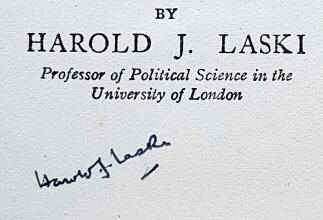 BY
HAROLD J. LASKI
Professor of Political Science in the
University of London
Harold J. Laski